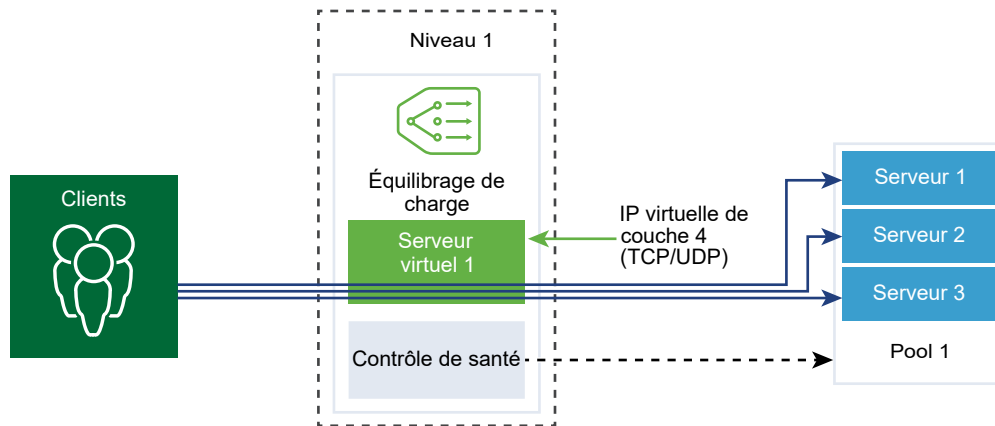 Niveau 1
Équilibrage de
charge
Clients
Serveur
virtuel 1
IP virtuelle de
couche 4
(TCP/UDP)
Serveur 1
Serveur 2
Serveur 3
Contrôle de santé
Pool 1